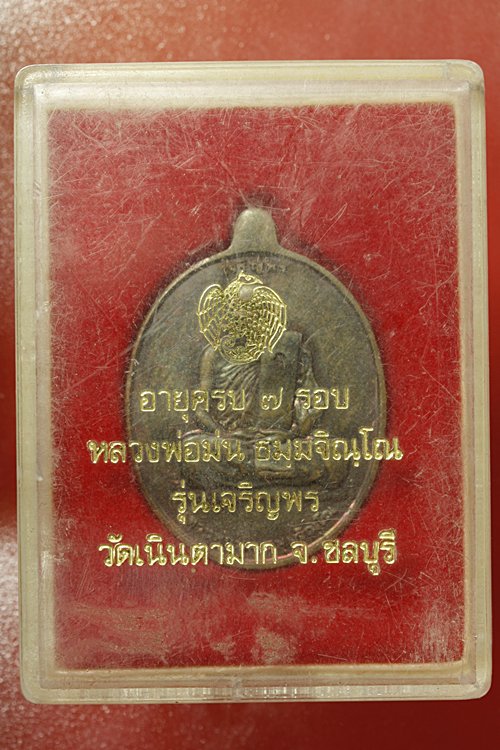 อายุครบ ๗ รอบ
หลวงพ่อมน ธมฺมจิณฺโณ
รุ่นเจริญพร
วัดเนินตามาก จ.ชลบุรี